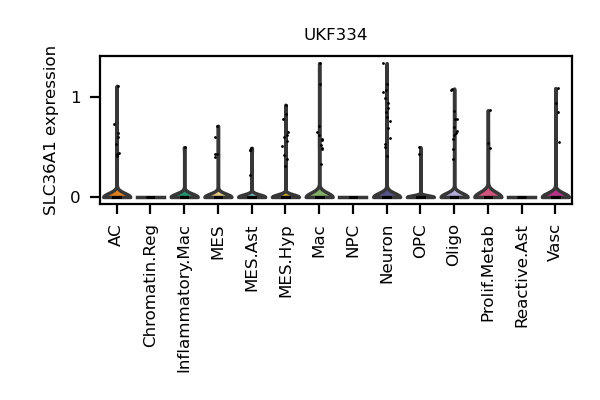 UKF334
SLC36A1 expression
1
0
AC
Chromatin.Reg
Inflammatory.Mac
MES
MES.Ast
MES.Hyp
Mac
NPC
Neuron
OPC
Oligo
Prolif.Metab
Reactive.Ast
Vasc